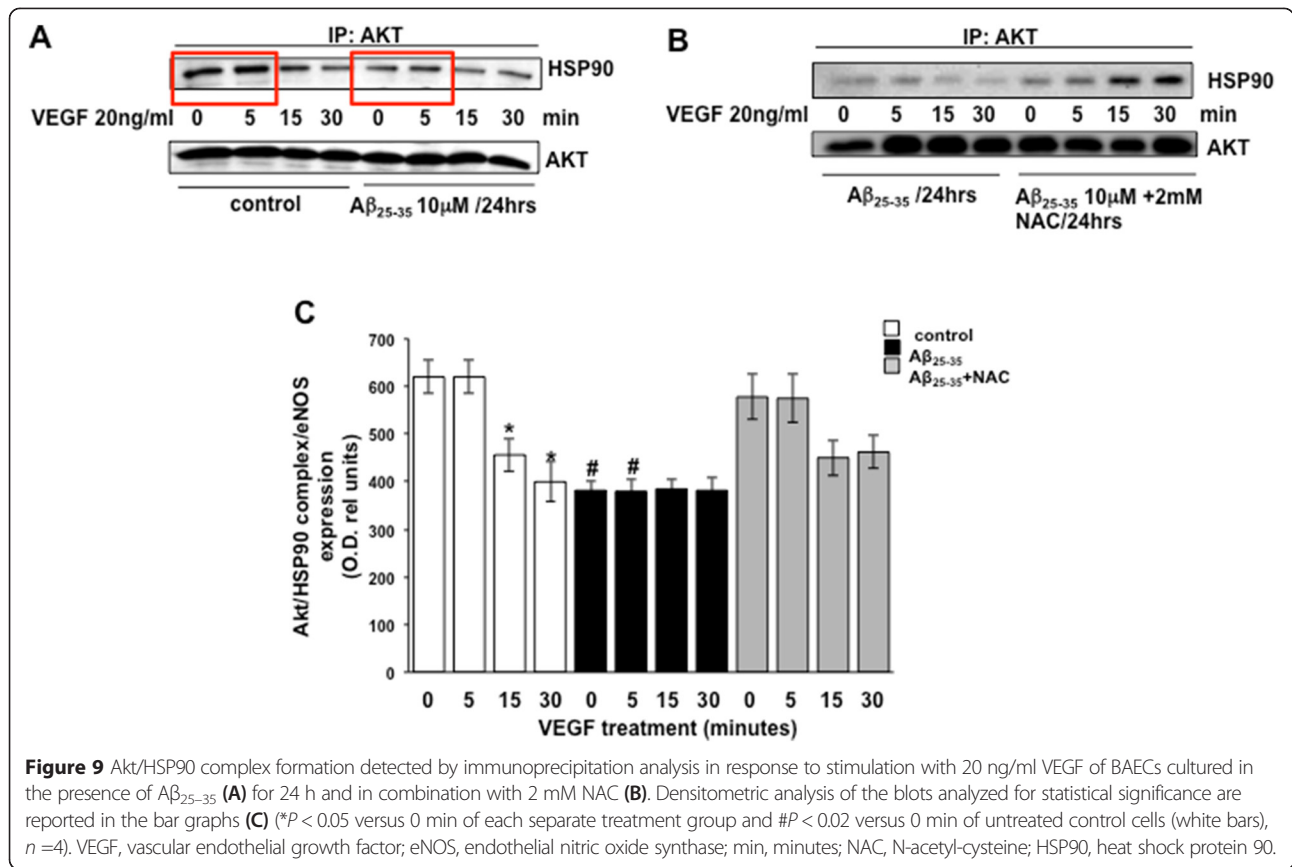 A
IP: AKT
HSP90
VEGF 20ng/ml 0 5 15 30 0 5 15 30 min
AKT
control Aβ25-35 10μM /24hrs
B
IP: AKT
HSP90
VEGF 20ng/ml 0 5 15 30 0 5 15 30 min
AKT
Aβ25-35 /24hrs Aβ25-35 10μM +2mM
NAC/24hrs
C
control
Aβ25-35
Aβ25-35+NAC
Akt/HSP90 complex/eNOS
expression
(O.D. rel units)
700
600
500
400
300
200
100
0
* * # #
0 5 15 30 0 5 15 30 0 5 15 30
VEGF treatment (minutes)
Figure 9 Akt/HSP90 complex formation detected by immunoprecipitation analysis in response to stimulation with 20 ng/ml VEGF of BAECs cultured in
the presence of Aβ25–35 (A) for 24 h and in combination with 2 mM NAC (B). Densitometric analysis of the blots analyzed for statistical significance are
reported in the bar graphs (C) (*P < 0.05 versus 0 min of each separate treatment group and #P < 0.02 versus 0 min of untreated control cells (white bars),
n =4). VEGF, vascular endothelial growth factor; eNOS, endothelial nitric oxide synthase; min, minutes; NAC, N-acetyl-cysteine; HSP90, heat shock protein 90.